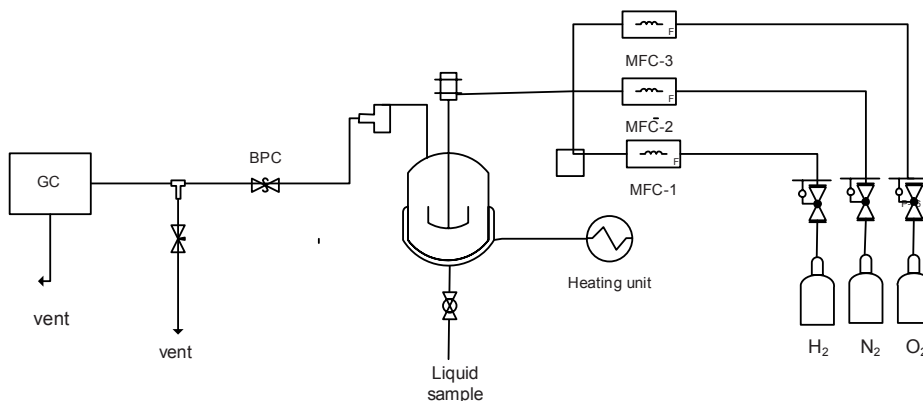 F
MFC-3
F
MFC-2
F
MFC-1
BPC
GC
Heating unit
vent
vent
Liquid
sample
H₂
N₂
O₂